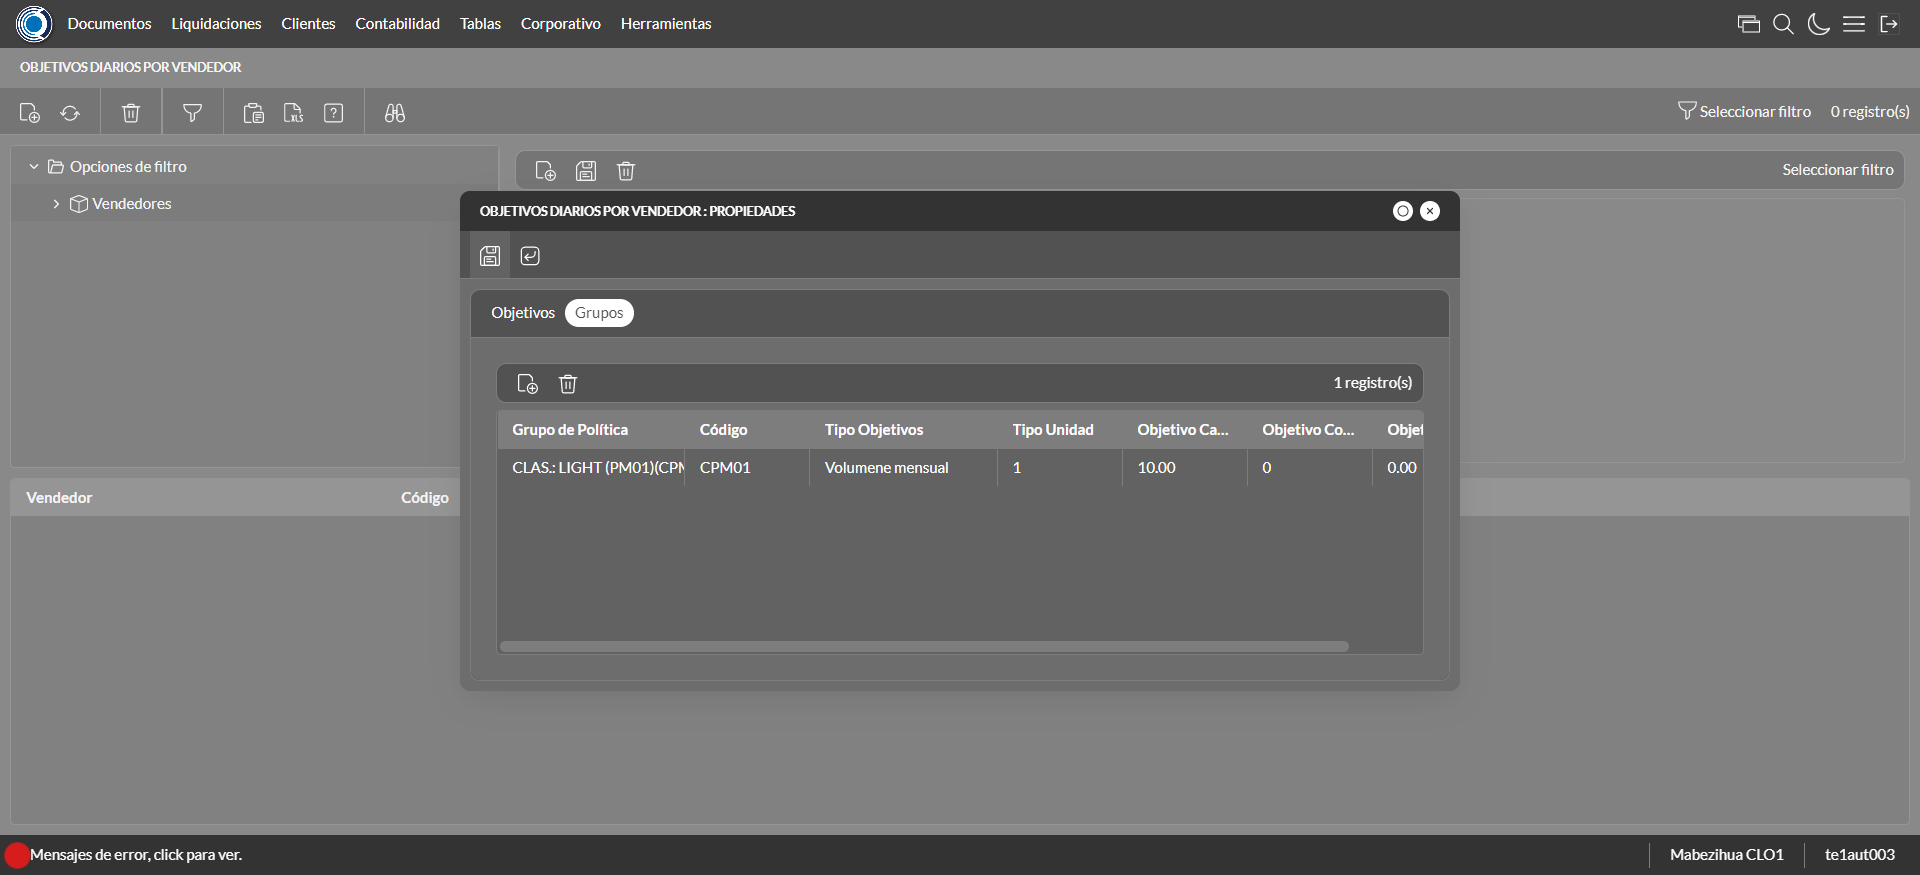 Documentos Liquidaciones Clientes Contabilidad Tablas Corporativo Herramientas
OBJETIVOS DIARIOS POR VENDEDOR
XLS ? Seleccionar filtro 0 registro(s)
Opciones de filtro
Vendedores
Seleccionar filtro
OBJETIVOS DIARIOS POR VENDEDOR : PROPIEDADES
Objetivos Grupos
1 registro(s)
Grupo de Política Código Tipo Objetivos Tipo Unidad Objetivo Ca... Objetivo Co... Objet
CLAS.: LIGHT (PM01)(CPM CPM01 Volumene mensual 1 10.00 0 0.00
Vendedor Código
Mensajes de error, click para ver. Mabezihua CLO1 te1aut003